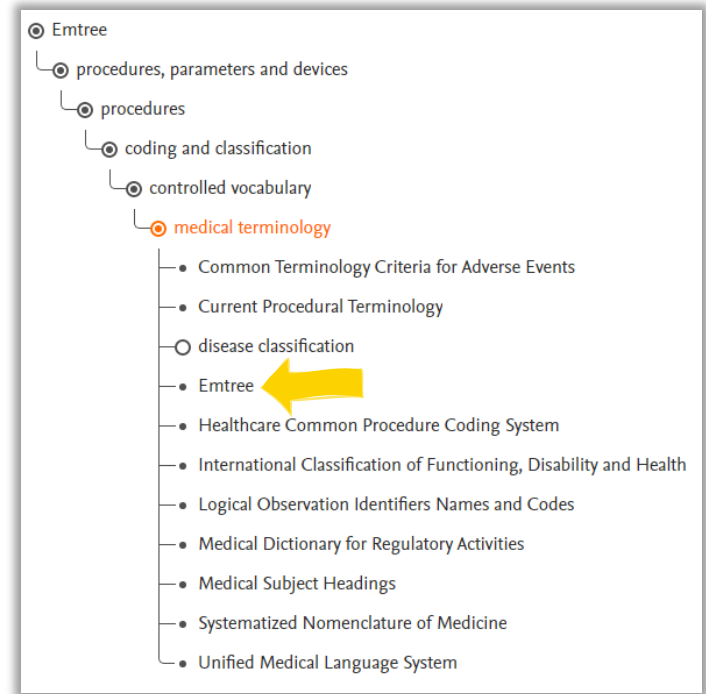 Emtree
procedures, parameters and devices
procedures
coding and classification
controlled vocabulary
medical terminology
Common Terminology Criteria for Adverse Events
Current Procedural Terminology
disease classification
Emtree
Healthcare Common Procedure Coding System
International Classification of Functioning, Disability and Health
Logical Observation Identifiers Names and Codes
Medical Dictionary for Regulatory Activities
Medical Subject Headings
Systematized Nomenclature of Medicine
Unified Medical Language System